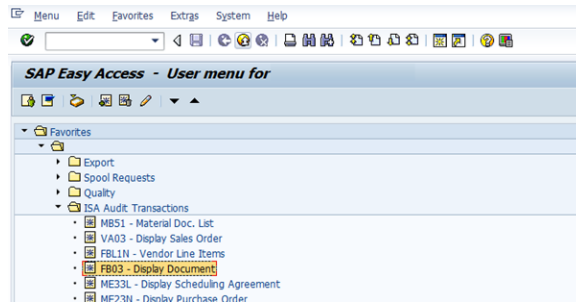 Menu Edit Favorites Extras System Help
SAP Easy Access - User menu for
Favorites
Export
Spool Requests
Quality
ISA Audit Transactions
MB51 - Material Doc. List
VA03 - Display Sales Order
FBL1N - Vendor Line Items
FB03 - Display Document
ME33L - Display Scheduling Agreement
ME23N - Display Purchase Order